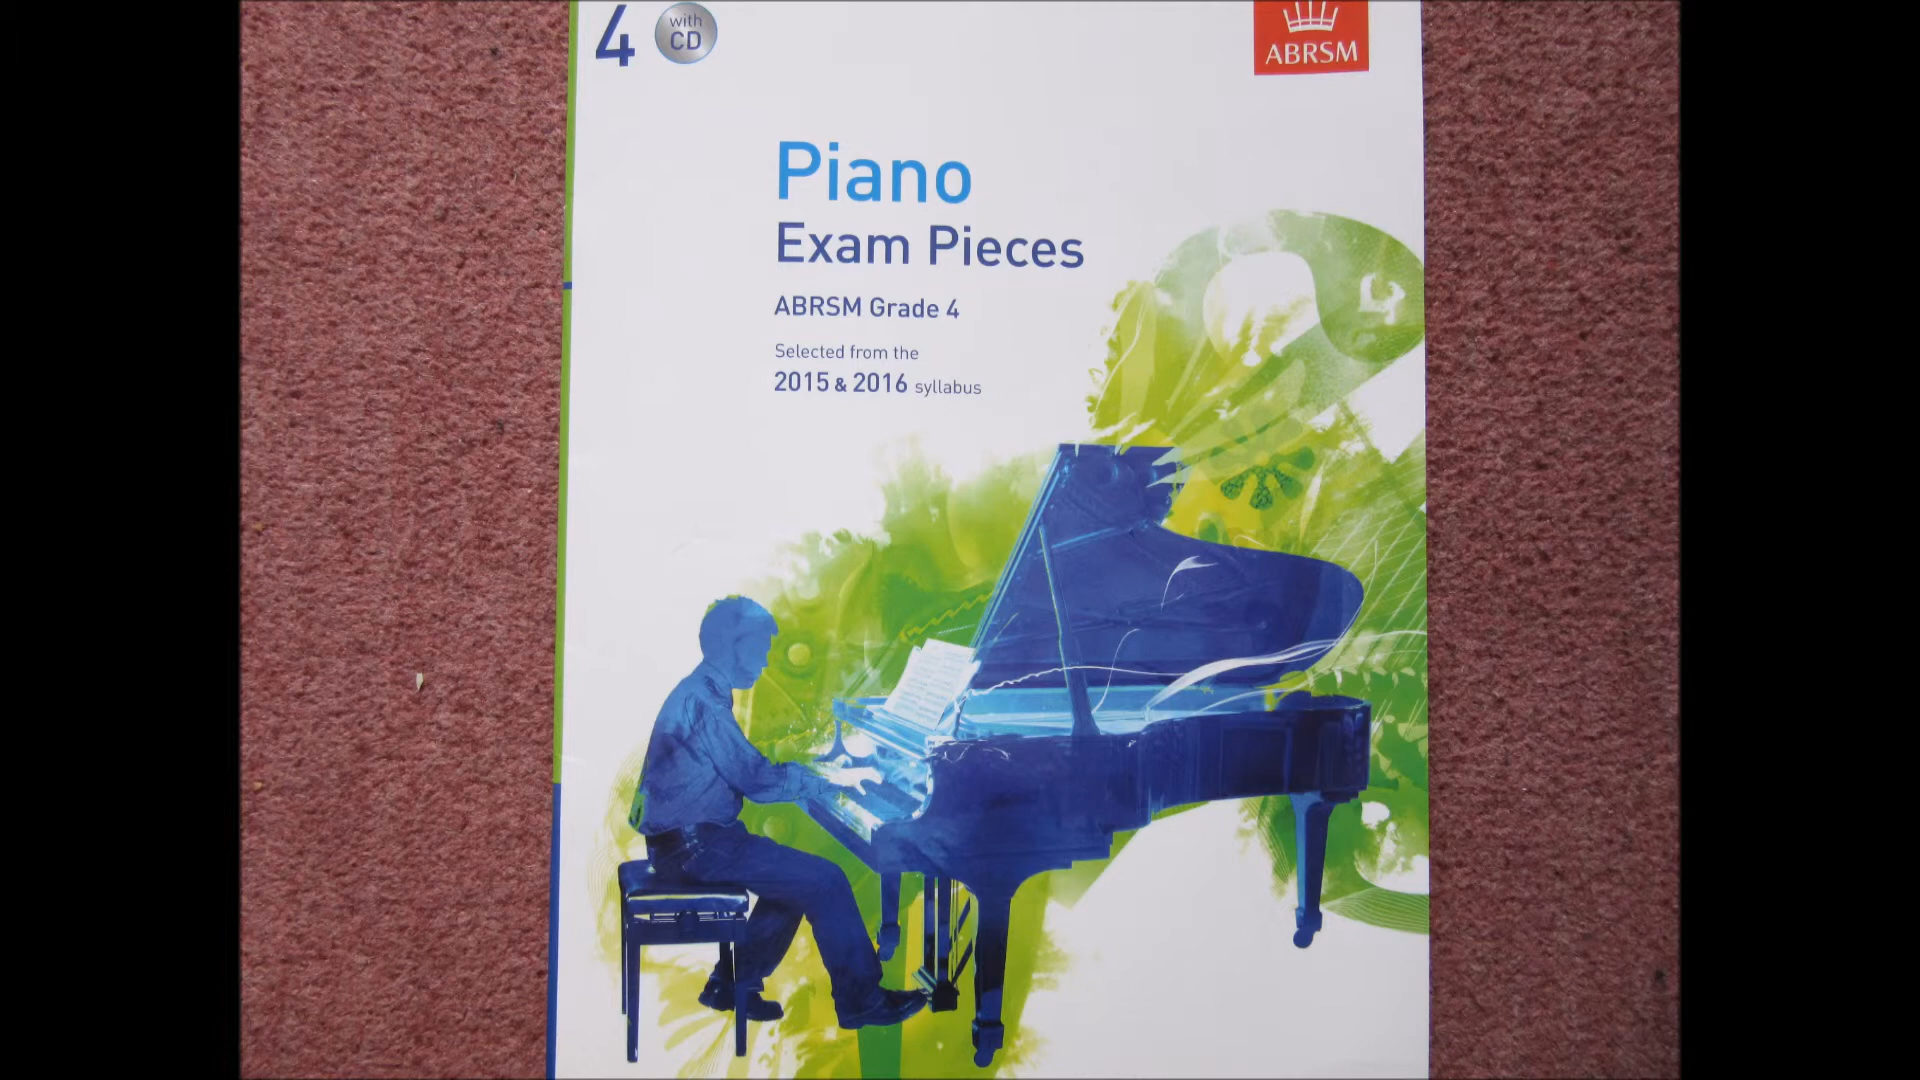 4
with
CD
ABRSM
Piano
Exam Pieces
ABRSM Grade 4
Selected from the
2015 & 2016 syllabus